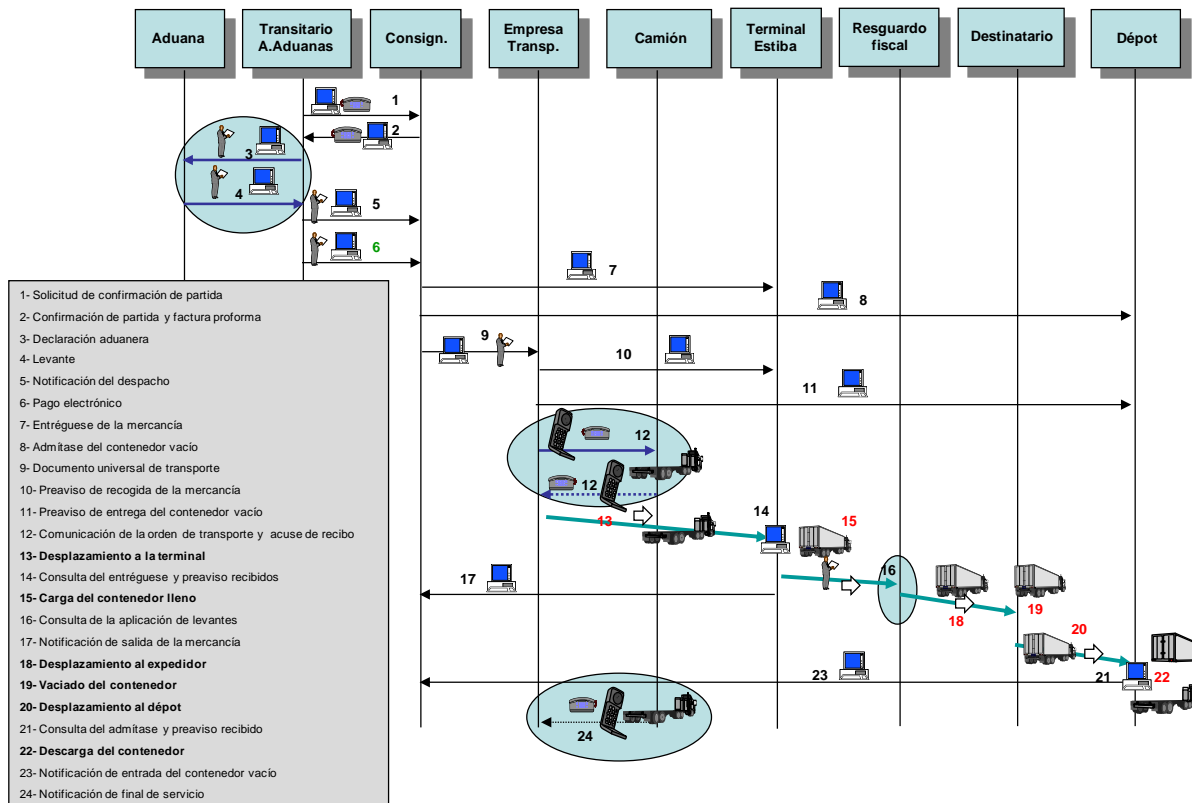 Aduana
Transitario
A.Aduanas
Consign.
Empresa
Transp.
Camión
Terminal
Estiba
Resguardo
fiscal
Destinatario
Dépot
1
2
3
4
5
6
7
8
9
10
11
12
12
13
14
15
16
17
18
19
20
21
22
23
24
1- Solicitud de confirmación de partida
2- Confirmación de partida y factura proforma
3- Declaración aduanera
4- Levante
5- Notificación del despacho
6- Pago electrónico
7- Entréguese de la mercancía
8- Admítase del contenedor vacío
9- Documento universal de transporte
10- Preaviso de recogida de la mercancía
11- Preaviso de entrega del contenedor vacío
12- Comunicación de la orden de transporte y acuse de recibo
13- Desplazamiento a la terminal
14- Consulta del entréguese y preaviso recibidos
15- Carga del contenedor lleno
16- Consulta de la aplicación de levantes
17- Notificación de salida de la mercancía
18- Desplazamiento al expedidor
19- Vaciado del contenedor
20- Desplazamiento al dépot
21- Consulta del admítase y preaviso recibido
22- Descarga del contenedor
23- Notificación de entrada del contenedor vacío
24- Notificación de final de servicio